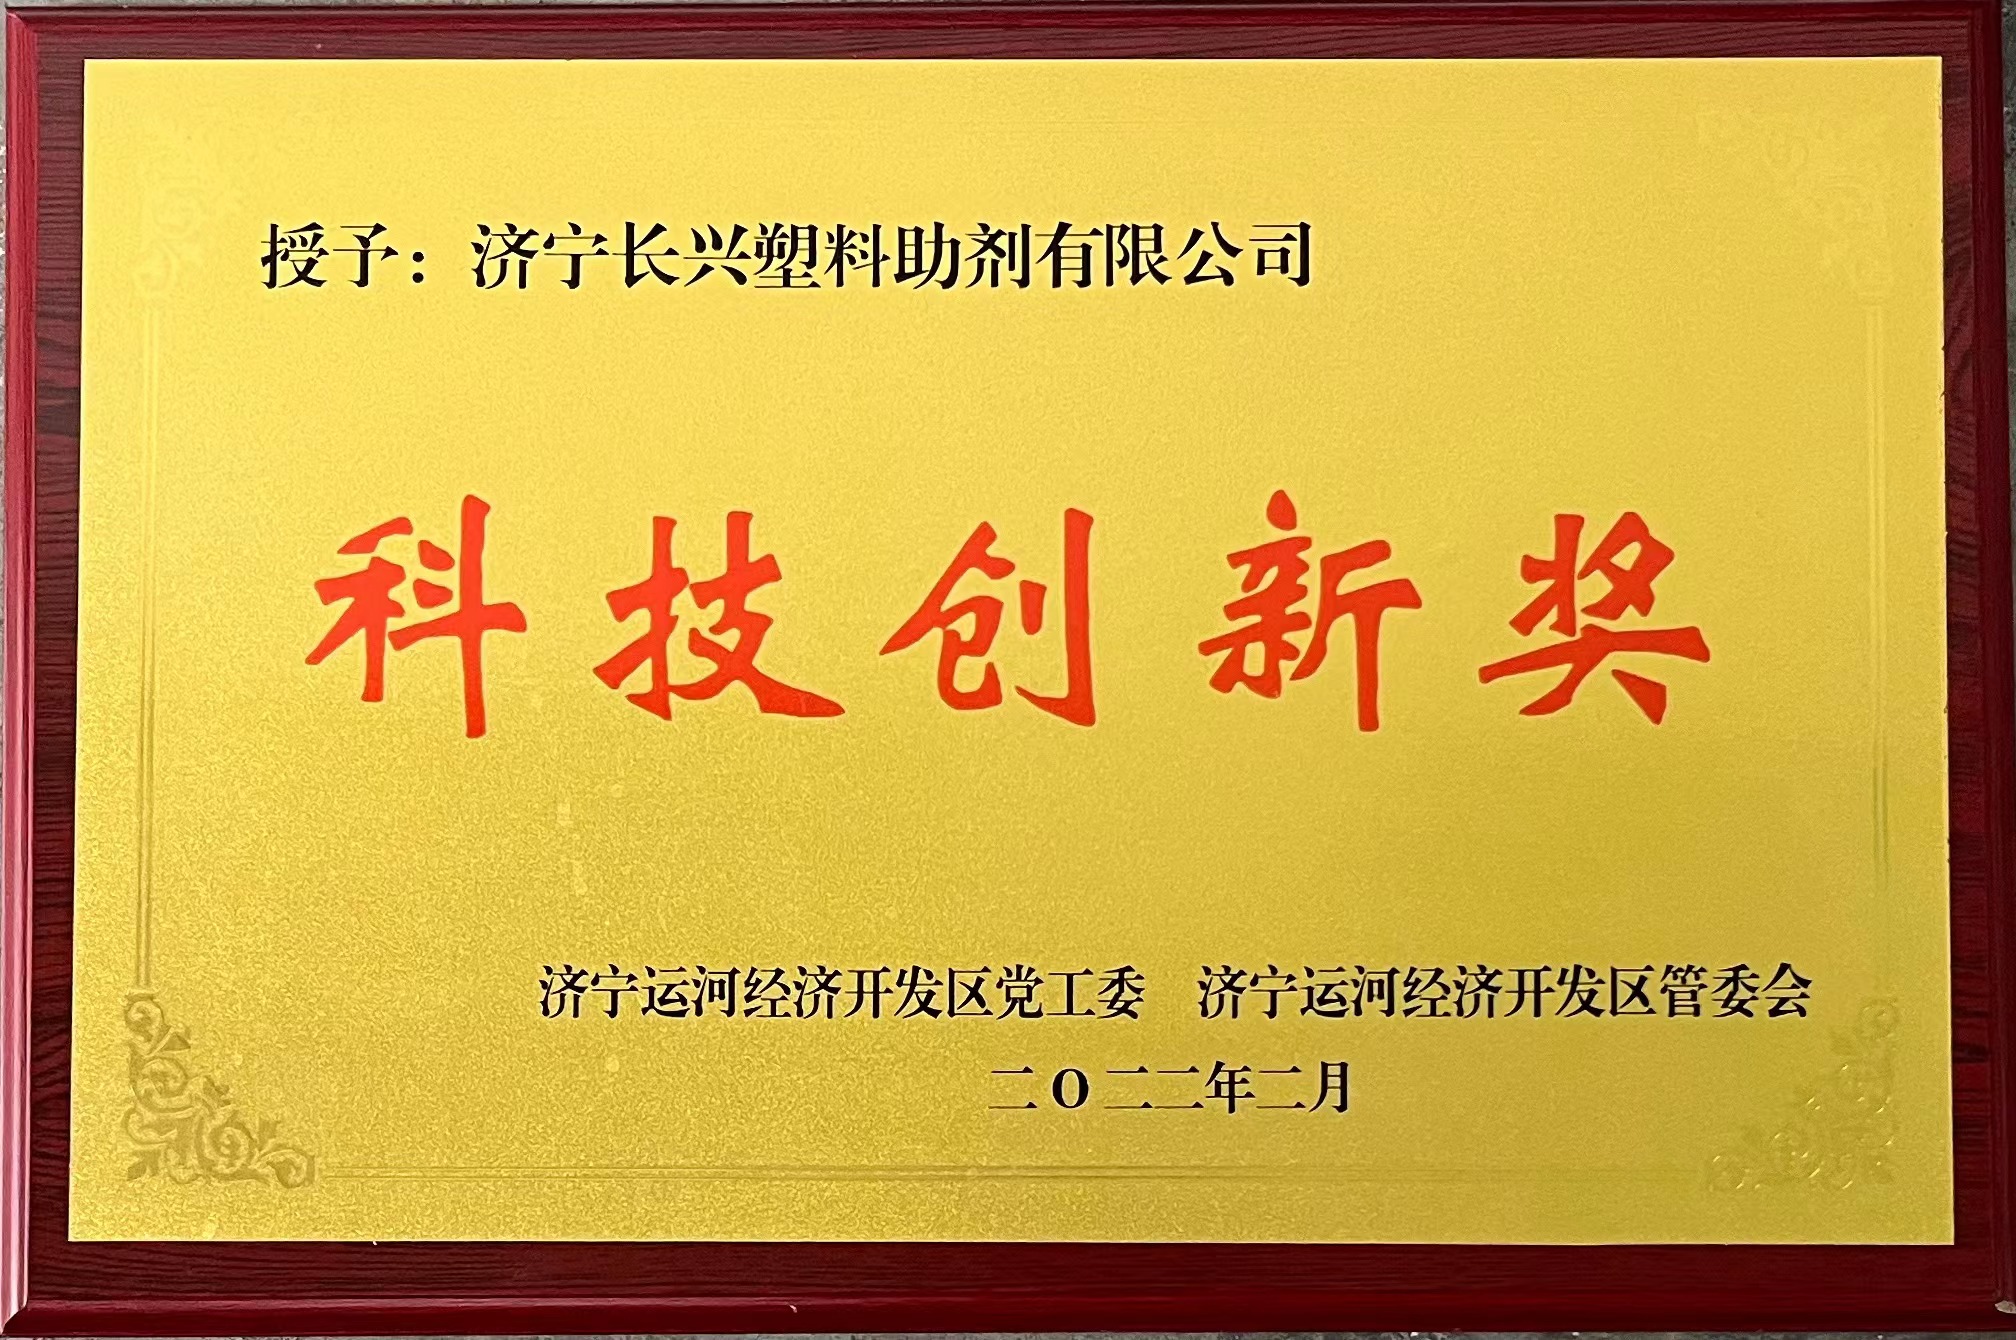 授予：济宁长兴塑料助剂有限公司
科技创新奖
济宁运河经济开发区党工委　济宁运河经济开发区管委会
二O二二年二月